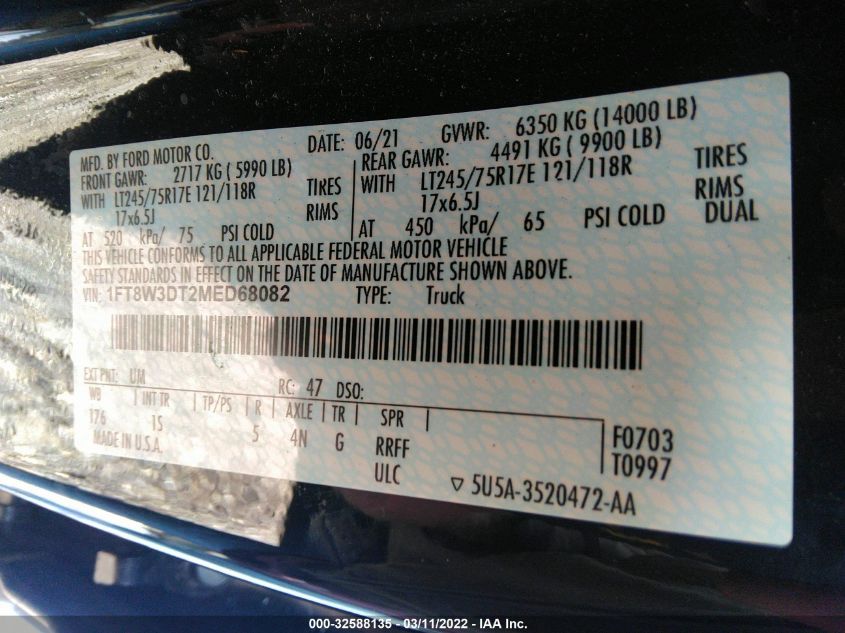 MFD. BY FORD MOTOR CO. DATE: 06/21 GVWR: 6350 KG (14000 LB)
FRONT GAWR: 2717 KG ( 5990 LB) REAR GAWR: 4491 KG ( 9900 LB)
WITH LT245/75R17E 121/118R TIRES WITH LT245/75R17E 121/118R TIRES
17x6.5J RIMS 17x6.5J RIMS
AT 520 kPa/ 75 PSI COLD AT 450 kPa/ 65 PSI COLD DUAL
THIS VEHICLE CONFORMS TO ALL APPLICABLE FEDERAL MOTOR VEHICLE
SAFETY STANDARDS IN EFFECT ON THE DATE OF MANUFACTURE SHOWN ABOVE.
VIN: 1FT8W3DT2MED68082 TYPE: Truck
EXT PNT: UM RC: 47 DSO:
WB INT TR TP/PS R AXLE TR SPR
176 1S 5 4N G RRFF F0703
MADE IN U.S.A. ULC T0997
▽ 5U5A-3520472-AA
000-32588135 - 03/11/2022 - IAA Inc.